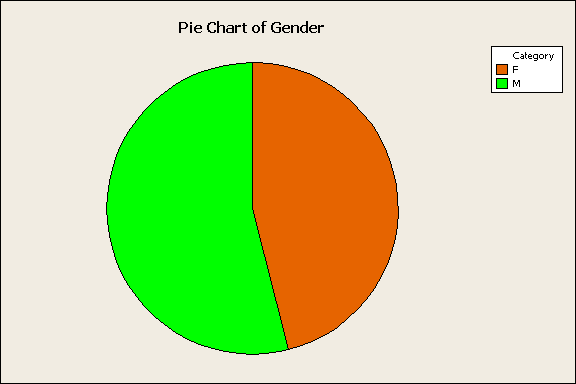 Pie Chart of Gender
Category
F
M